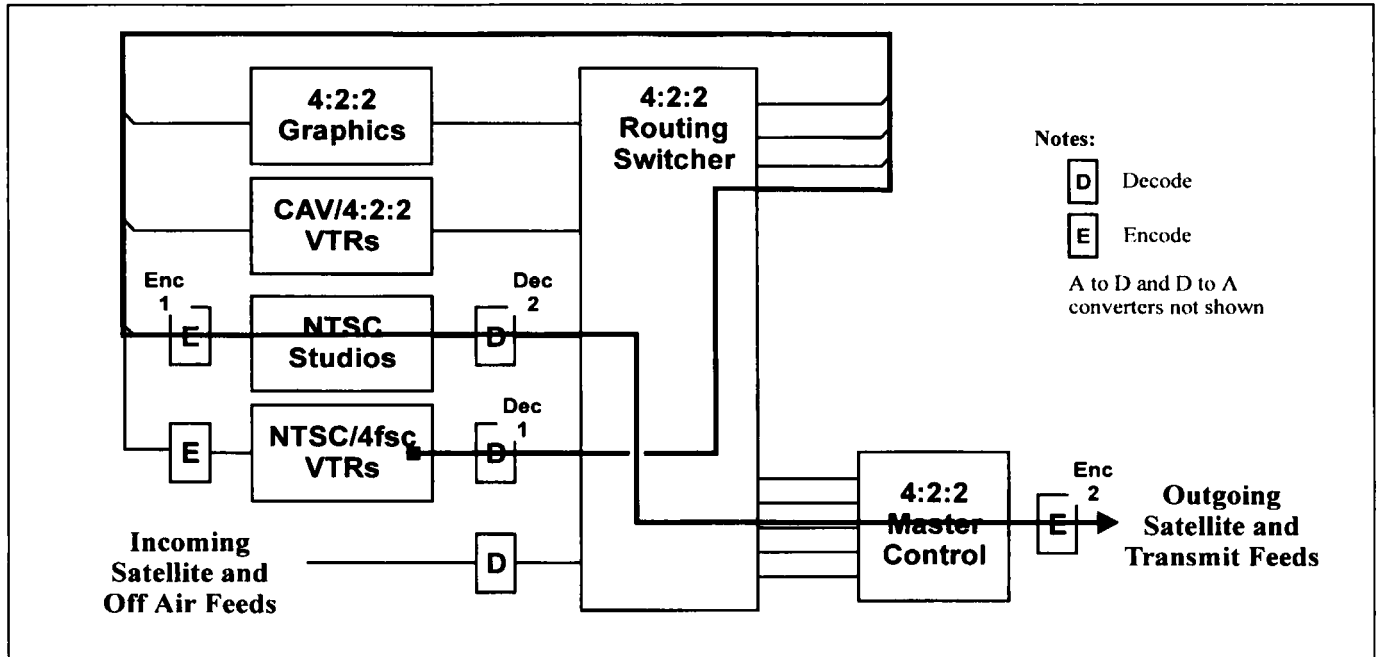 4:2:2
Graphics
4:2:2
Routing
Switcher
Notes:
D Decode
E Encode
A to D and D to A
converters not shown
CAV/4:2:2
VTRs
Enc
1
E
NTSC
Studios
Dec
2
D
E
NTSC/4fsc
VTRs
Dec
1
D
4:2:2
Master
Control
Enc
2
E
Outgoing
Satellite and
Transmit Feeds
Incoming
Satellite and
Off Air Feeds
D